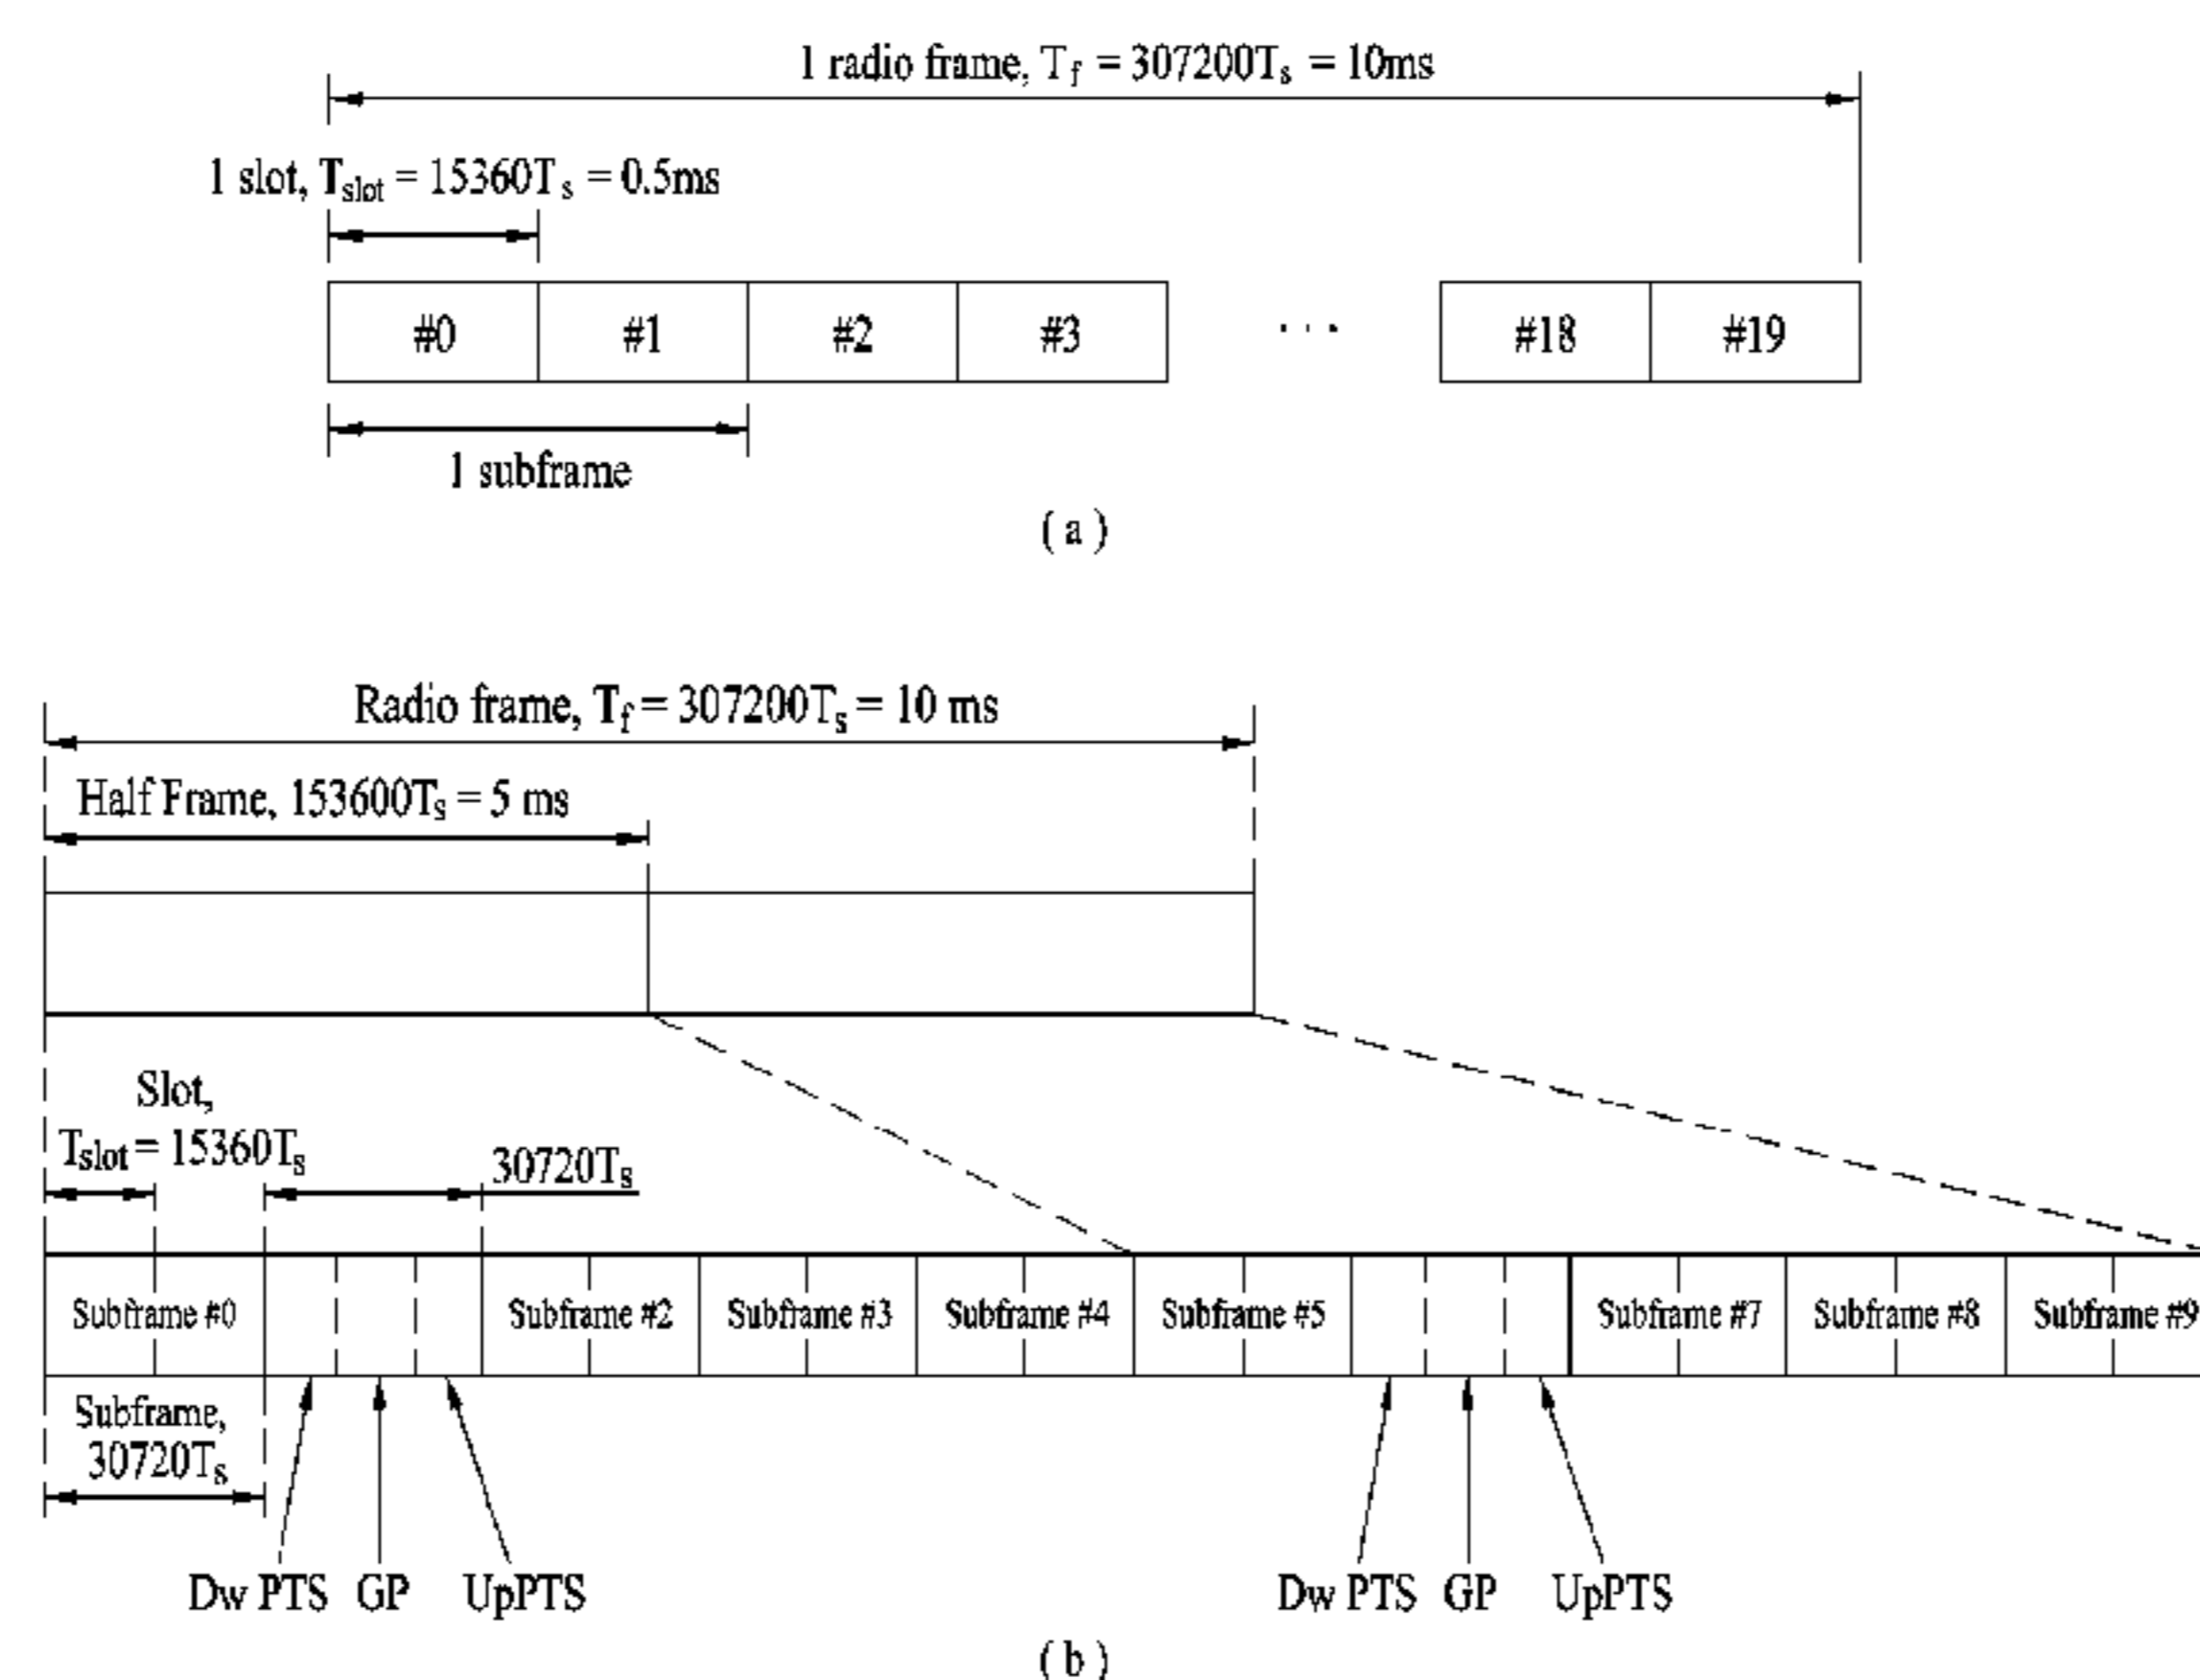 1 radio frame, Tf = 307200Ts = 10ms
1 slot, Tslot = 15360Ts = 0.5ms
#0 #1 #2 #3 ... #18 #19
1 subframe
( a )
Radio frame, Tf = 307200Ts = 10 ms
Half Frame, 153600Ts = 5 ms
Slot,
Tslot = 15360Ts
30720Ts
Subframe #0 Subframe #2 Subframe #3 Subframe #4 Subframe #5 Subframe #7 Subframe #8 Subframe #9
Subframe,
30720Ts
Dw PTS GP UpPTS Dw PTS GP UpPTS
( b )